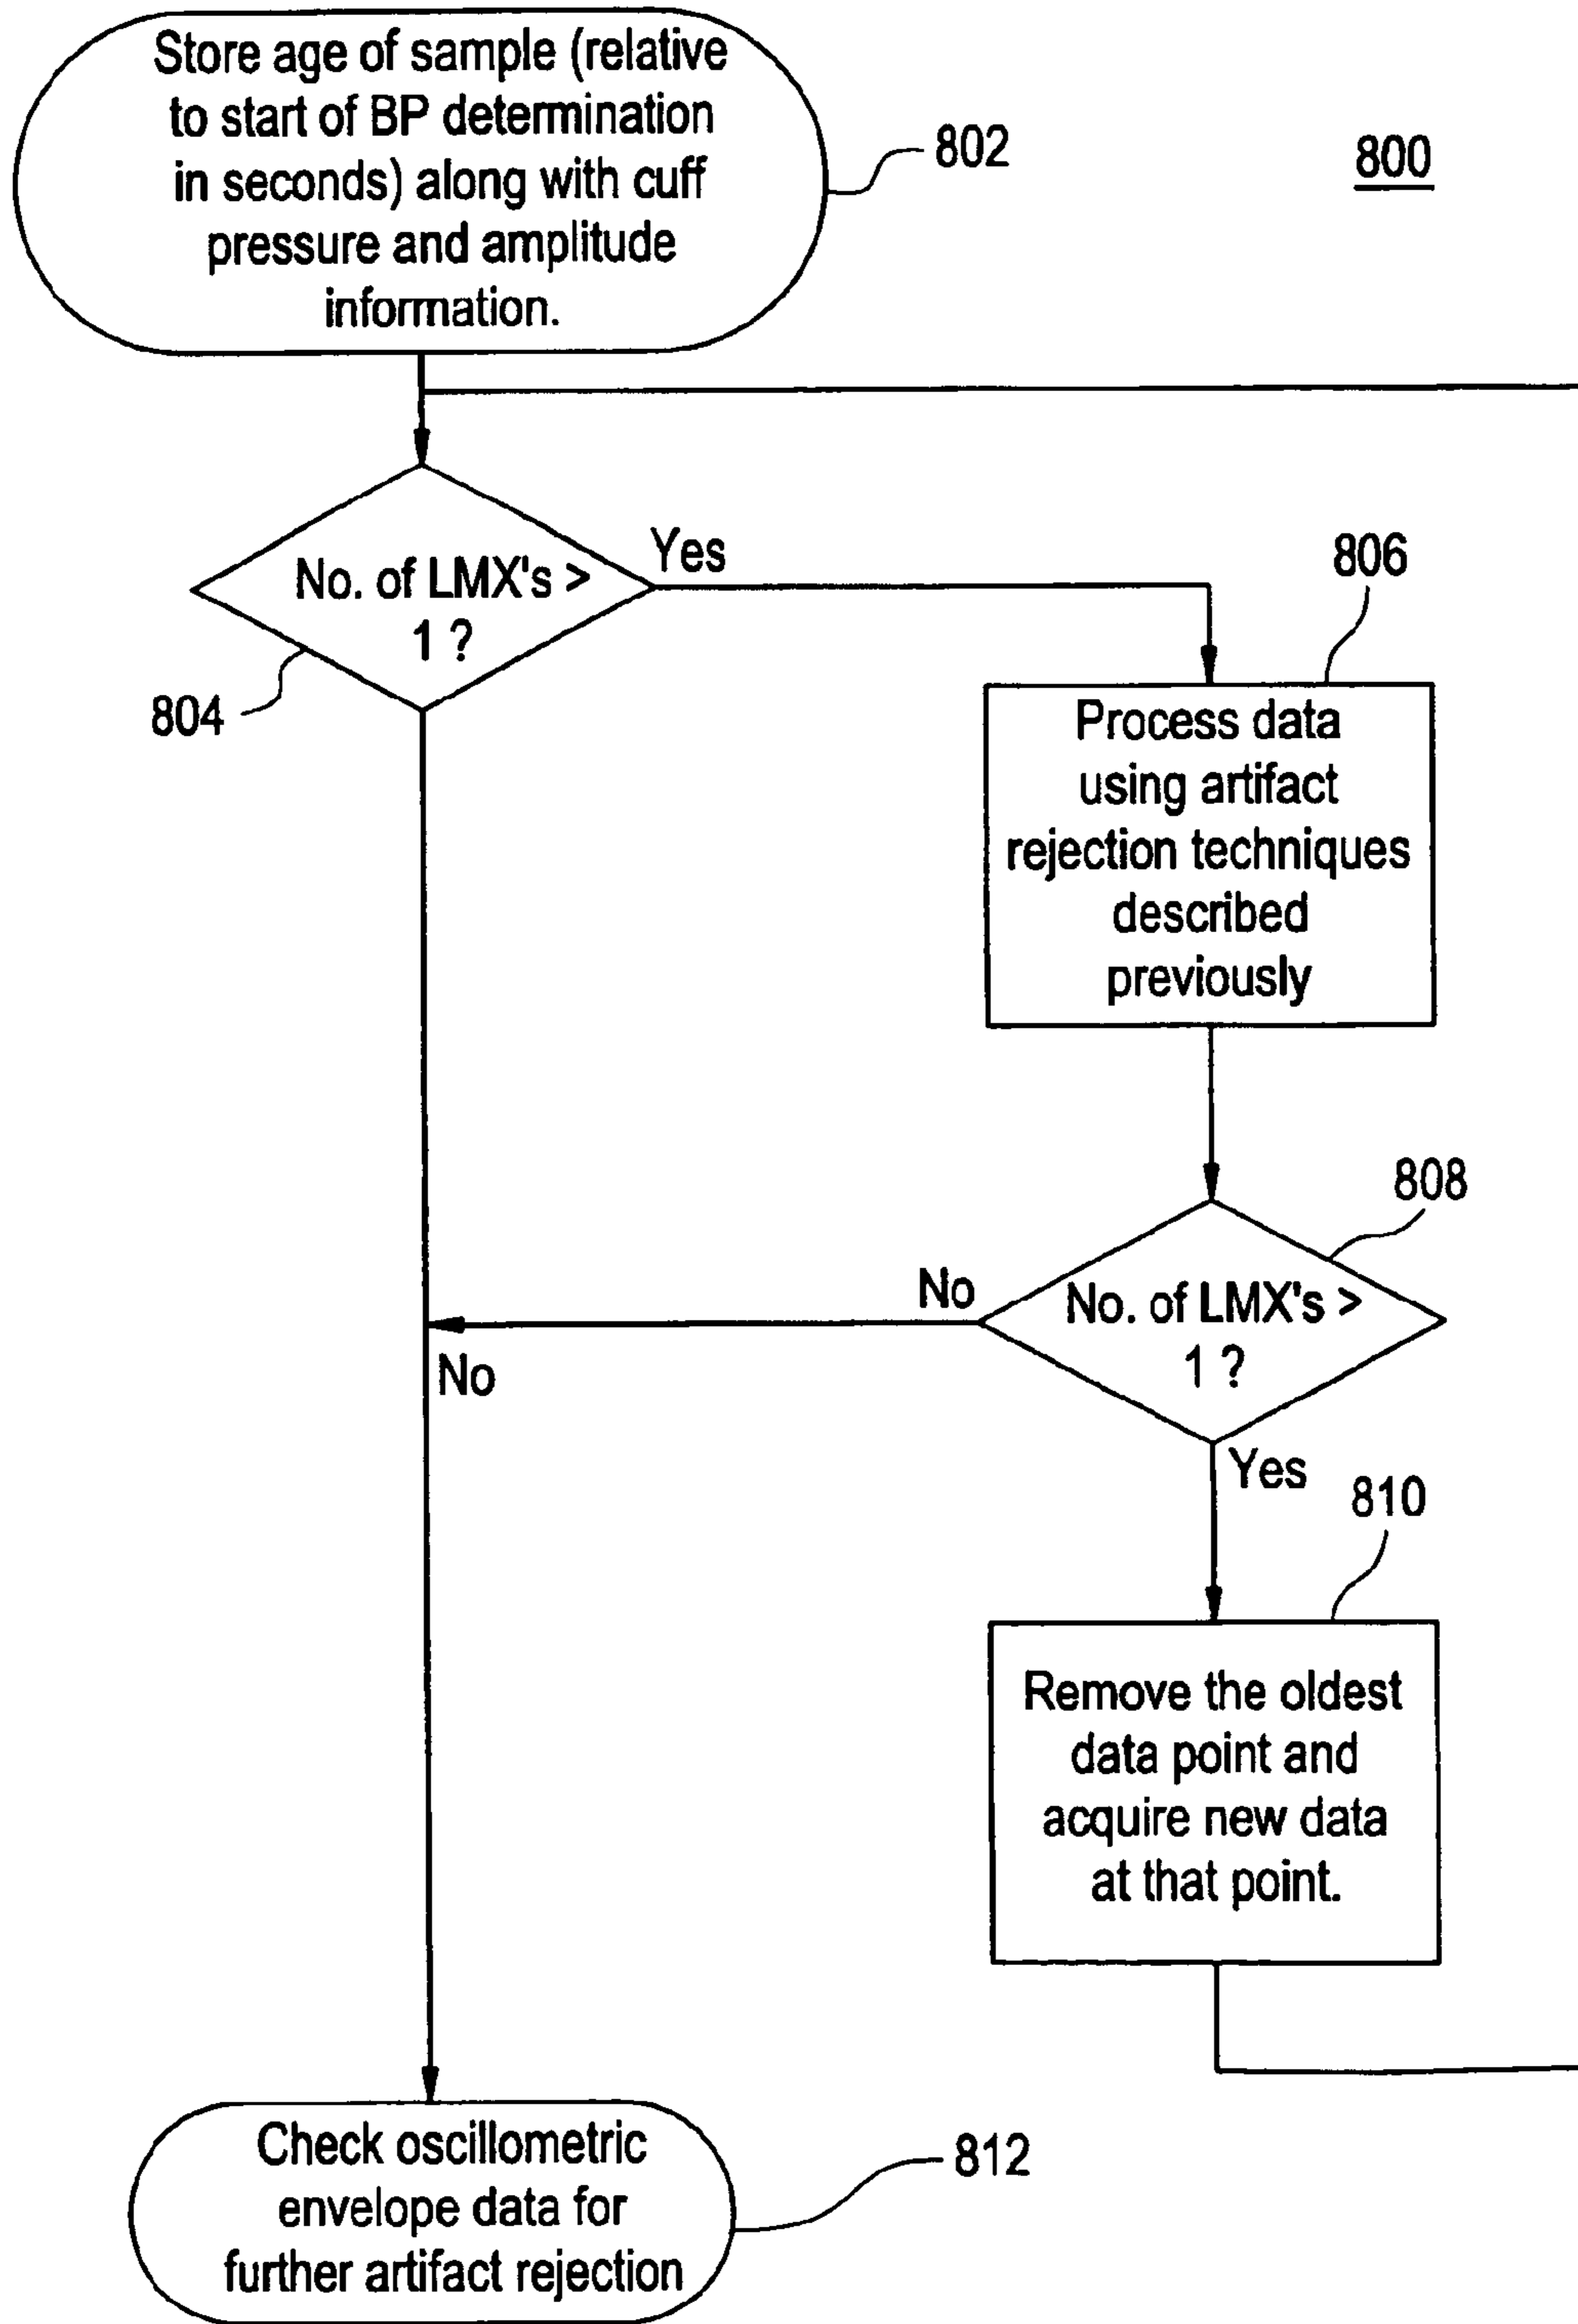 Store age of sample (relative
to start of BP determination
in seconds) along with cuff
pressure and amplitude
information.
802
800
No. of LMX's >
1 ?
Yes
804
806
Process data
using artifact
rejection techniques
described
previously
808
No. of LMX's >
1 ?
No
No
Yes
810
Remove the oldest
data point and
acquire new data
at that point.
Check oscillometric
envelope data for
further artifact rejection
812